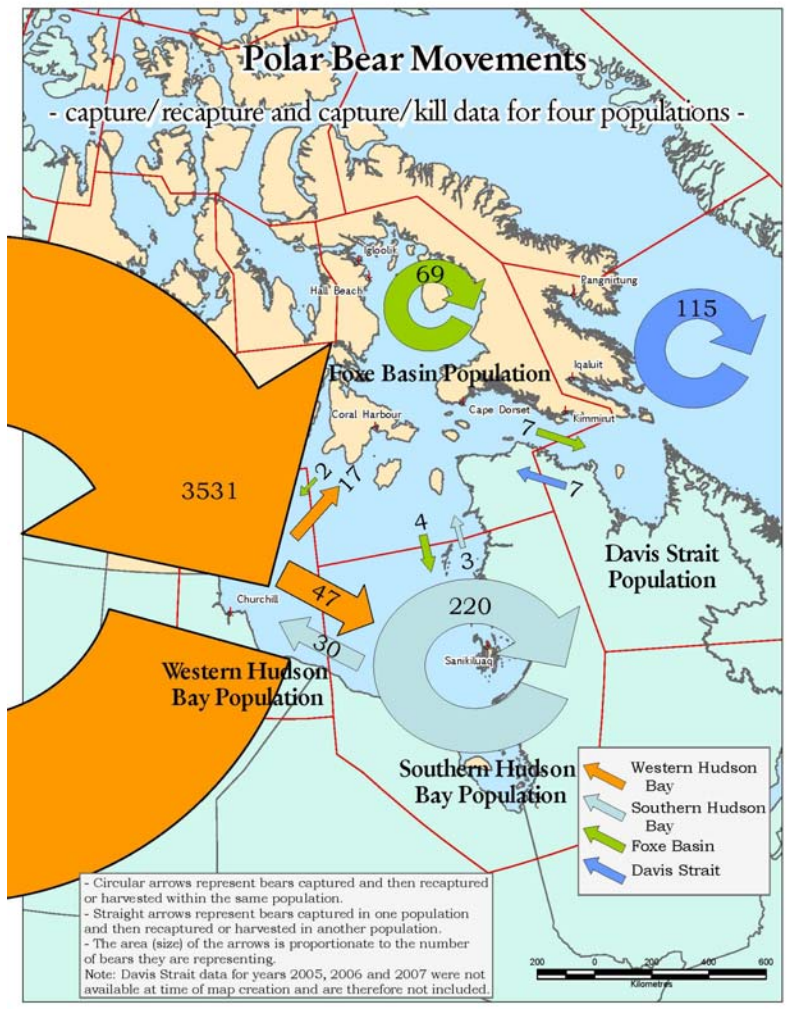 Polar Bear Movements
- capture/recapture and capture/kill data for four populations -
Igloolik
69
Hall Beach
Pangnirtung
115
Iqaluit
Foxe Basin Population
Coral Harbour
Cape Dorset
Kimmirut
7
2
17
3531
7
4
3
Davis Strait
Population
47
Churchill
220
30
Sanikiluaq
Western Hudson
Bay Population
Southern Hudson
Bay Population
Western Hudson
Bay
Southern Hudson
Bay
Foxe Basin
Davis Strait
- Circular arrows represent bears captured and then recaptured
or harvested within the same population.
- Straight arrows represent bears captured in one population
and then recaptured or harvested in another population.
- The area (size) of the arrows is proportionate to the number
of bears they are representing.
Note: Davis Strait data for years 2005, 2006 and 2007 were not
available at time of map creation and are therefore not included.
200 0 200 400 600
Kilometres